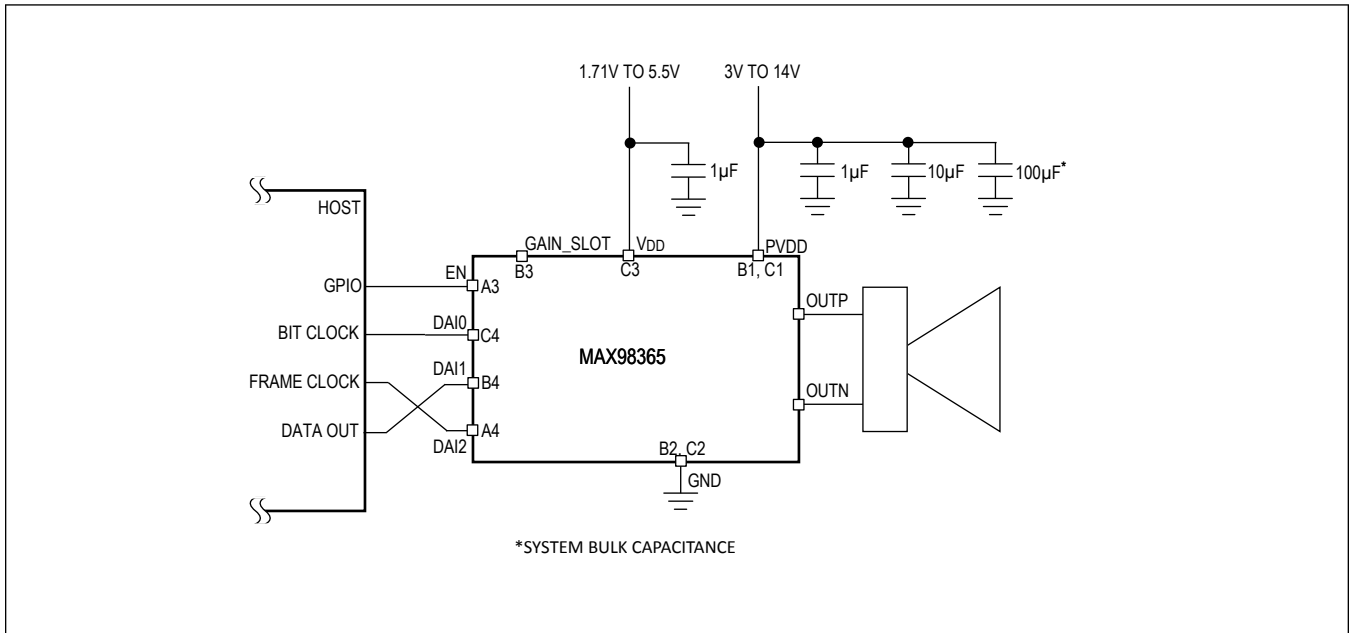 1.71V TO 5.5V
3V TO 14V
1µF
1µF
10µF
100µF*
HOST
GPIO
BIT CLOCK
FRAME CLOCK
DATA OUT
GAIN_SLOT
B3
VDD
C3
PVDD
B1, C1
EN
A3
DAI0
C4
DAI1
B4
A4
DAI2
MAX98365
OUTP
OUTN
B2, C2
GND
*SYSTEM BULK CAPACITANCE